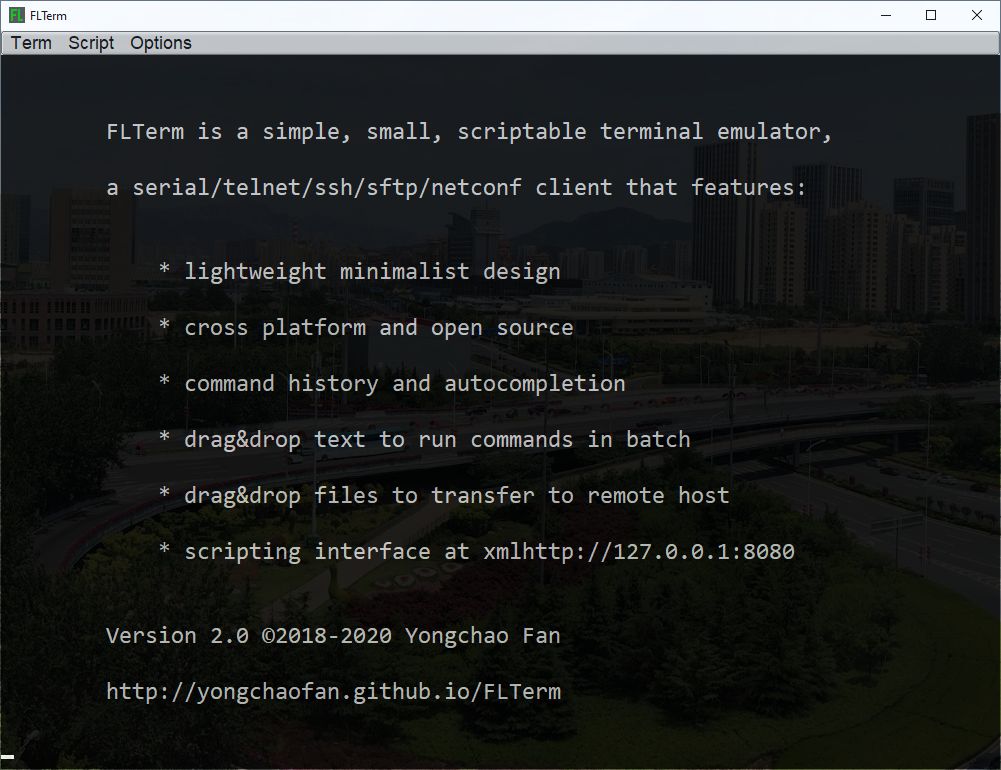 FLTerm
Term Script Options
FLTerm is a simple, small, scriptable terminal emulator,
a serial/telnet/ssh/sftp/netconf client that features:
* lightweight minimalist design
* cross platform and open source
* command history and autocompletion
* drag&drop text to run commands in batch
* drag&drop files to transfer to remote host
* scripting interface at xmlhttp://127.0.0.1:8080
Version 2.0 ©2018-2020 Yongchao Fan
http://yongchaofan.github.io/FLTerm